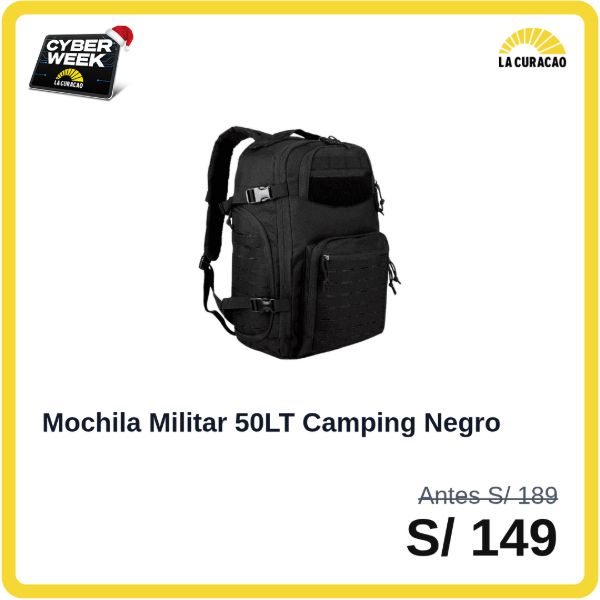 CYBER
WEEK
LA CURACAO
LA CURACAO
Mochila Militar 50LT Camping Negro
Antes S/ 189
S/ 149